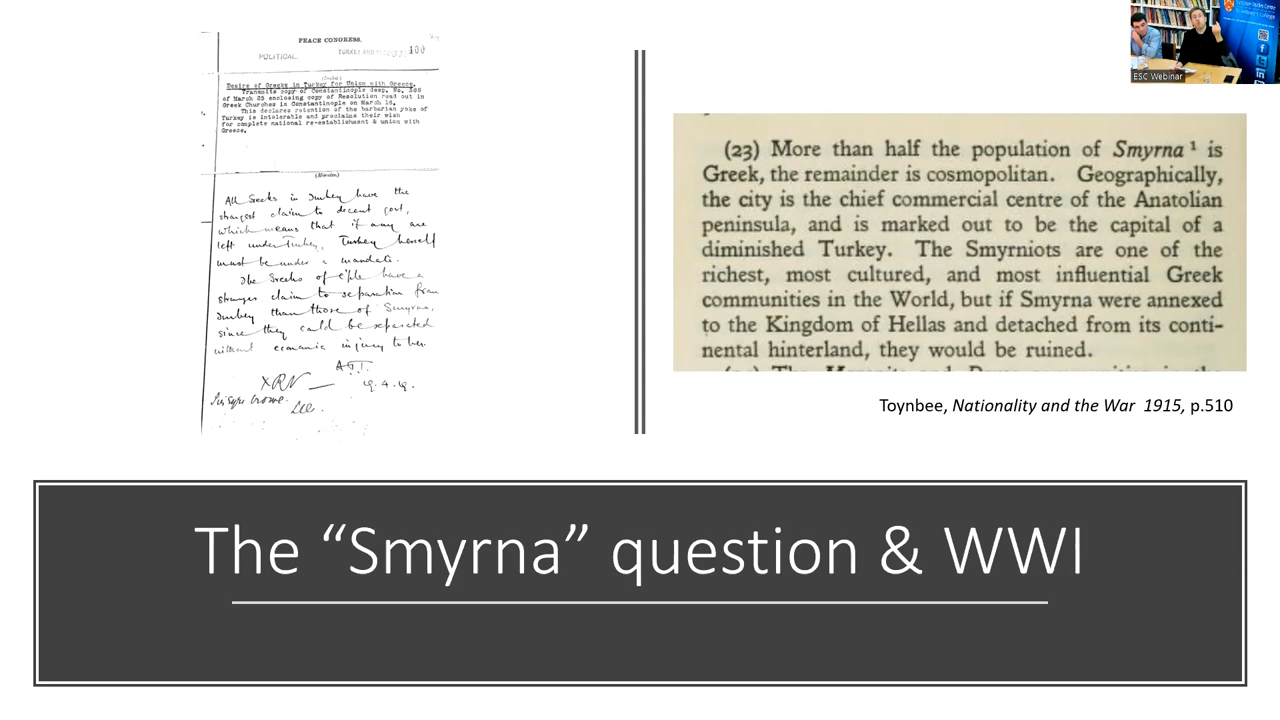 PEACE CONGRESS.
POLITICAL.
TURKEY AND
100
Desire of Greeks in Turkey for Union with Greece.
Transmits copy of Constantinople desp. No.
of March 25 enclosing copy of Resolution read out in
Greek Churches in Constantinople on March 16.
This declares retention of the barbarian yoke of
Turkey is intolerable and proclaims their wish
for complete national re-establishment & union with
Greece.
(Minutes)
All Greeks in Turkey have the
strongest claim to decent govt,
which means that if any are
left under Turkey, Turkey herself
must be under a mandate.
The Greeks of C'ple have a
stronger claim to separation from
Turkey than those of Smyrna,
since they could be separated
without economic injury to her.
A.J.T.
19.4.19.
(23) More than half the population of Smyrna ¹ is
Greek, the remainder is cosmopolitan. Geographically,
the city is the chief commercial centre of the Anatolian
peninsula, and is marked out to be the capital of a
diminished Turkey. The Smyrniots are one of the
richest, most cultured, and most influential Greek
communities in the World, but if Smyrna were annexed
to the Kingdom of Hellas and detached from its conti-
nental hinterland, they would be ruined.
Toynbee, Nationality and the War 1915, p.510
The “Smyrna” question & WWI
ESC Webinar